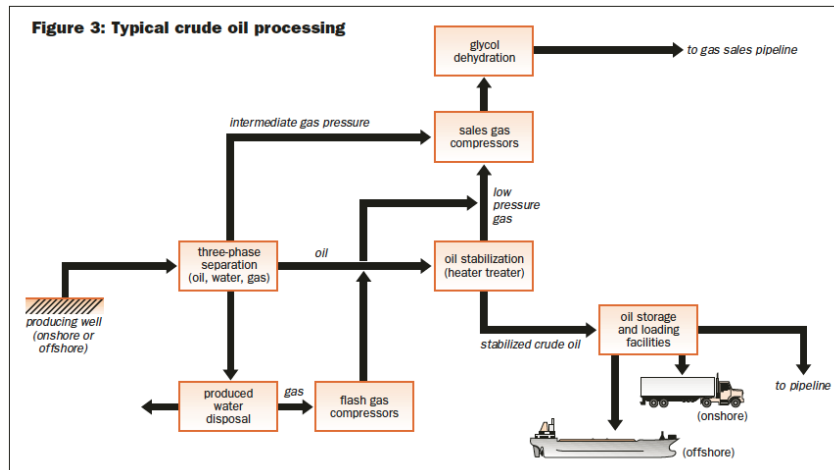 Figure 3: Typical crude oil processing
glycol
dehydration
to gas sales pipeline
intermediate gas pressure
sales gas
compressors
low
pressure
gas
three-phase
separation
(oil, water, gas)
oil
oil stabilization
(heater treater)
producing well
(onshore or
offshore)
stabilized crude oil
oil storage
and loading
facilities
to pipeline
produced
water
disposal
gas
flash gas
compressors
(onshore)
(offshore)